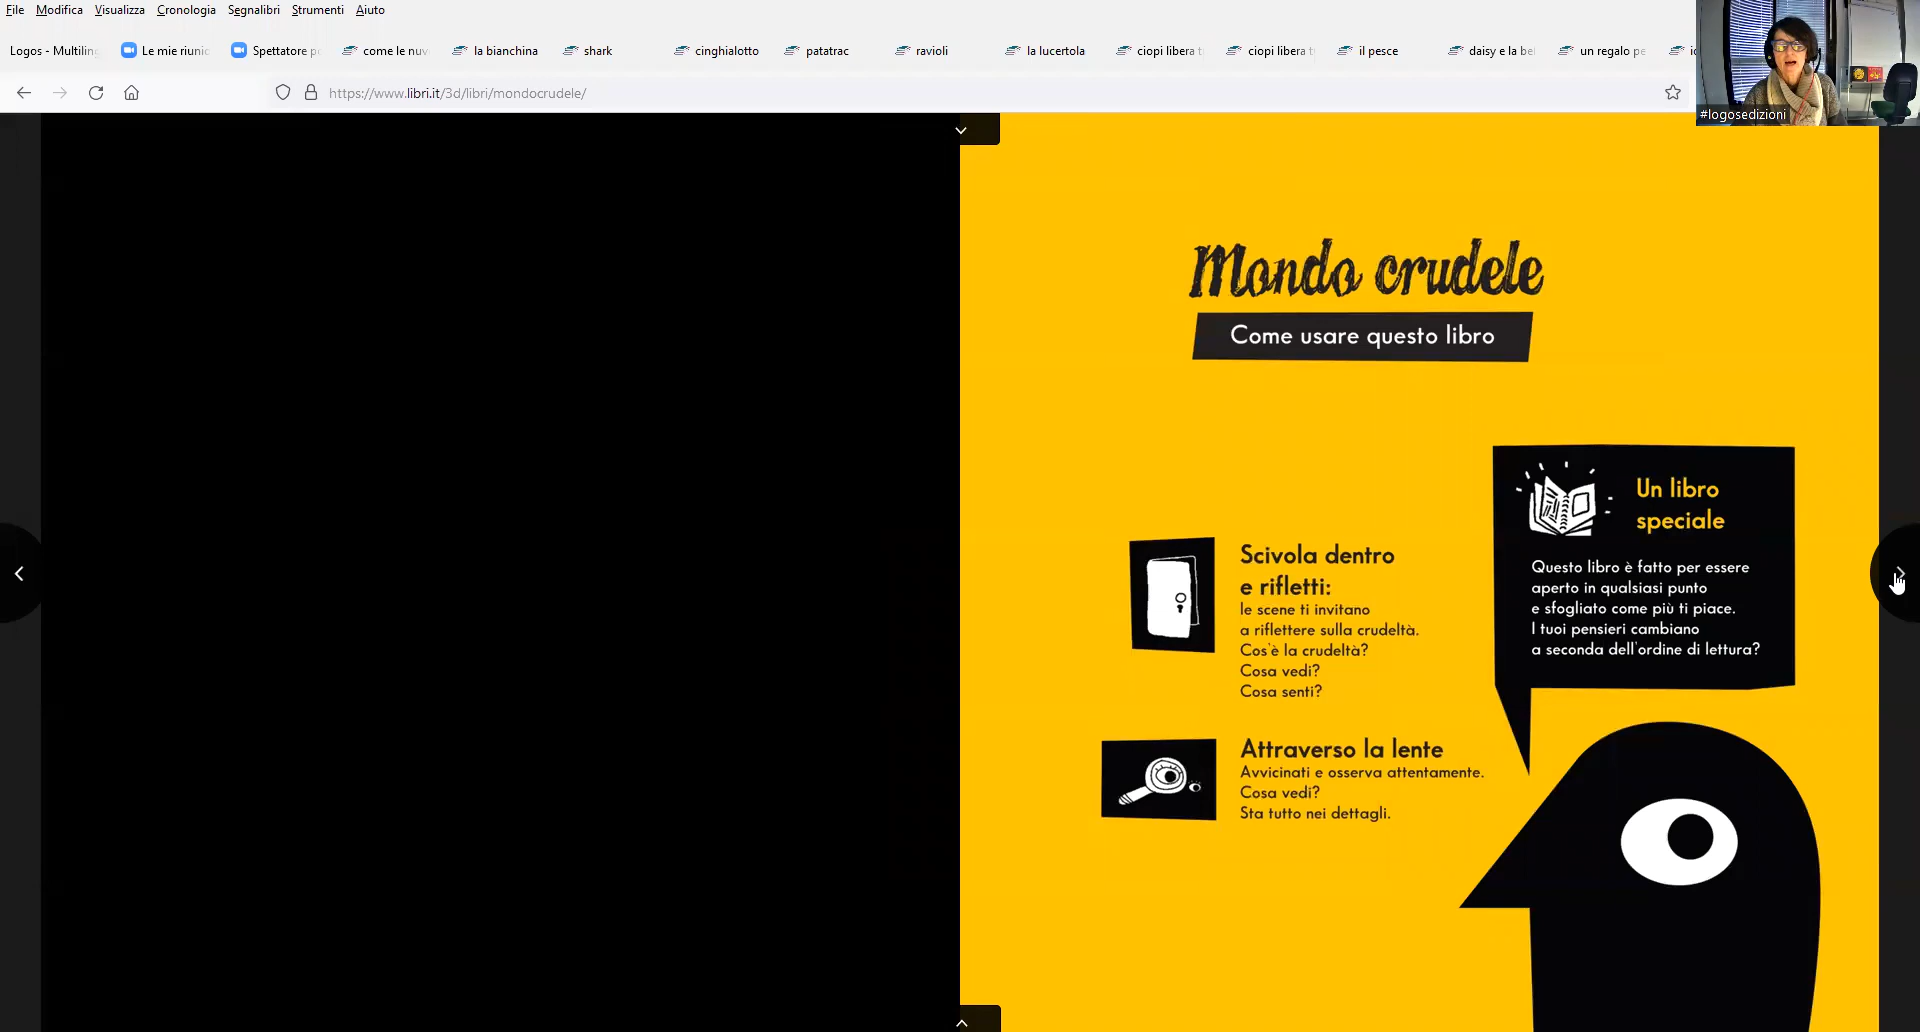 File Modifica Visualizza Cronologia Segnalibri Strumenti Aiuto
Logos - Multiling Le mie riunic Spettatore po come le nuv la bianchina shark cinghialotto patatrac ravioli la lucertola ciopi libera t ciopi libera t il pesce daisy e la be un regalo pe
https://www.libri.it/3d/libri/mondocrudele/
#logosedizioni
Mondo crudele
Come usare questo libro
Un libro
speciale
Questo libro è fatto per essere
aperto in qualsiasi punto
e sfogliato come più ti piace.
I tuoi pensieri cambiano
a seconda dell'ordine di lettura?
Scivola dentro
e rifletti:
le scene ti invitano
a riflettere sulla crudeltà.
Cos'è la crudeltà?
Cosa vedi?
Cosa senti?
Attraverso la lente
Avvicinati e osserva attentamente.
Cosa vedi?
Sta tutto nei dettagli.